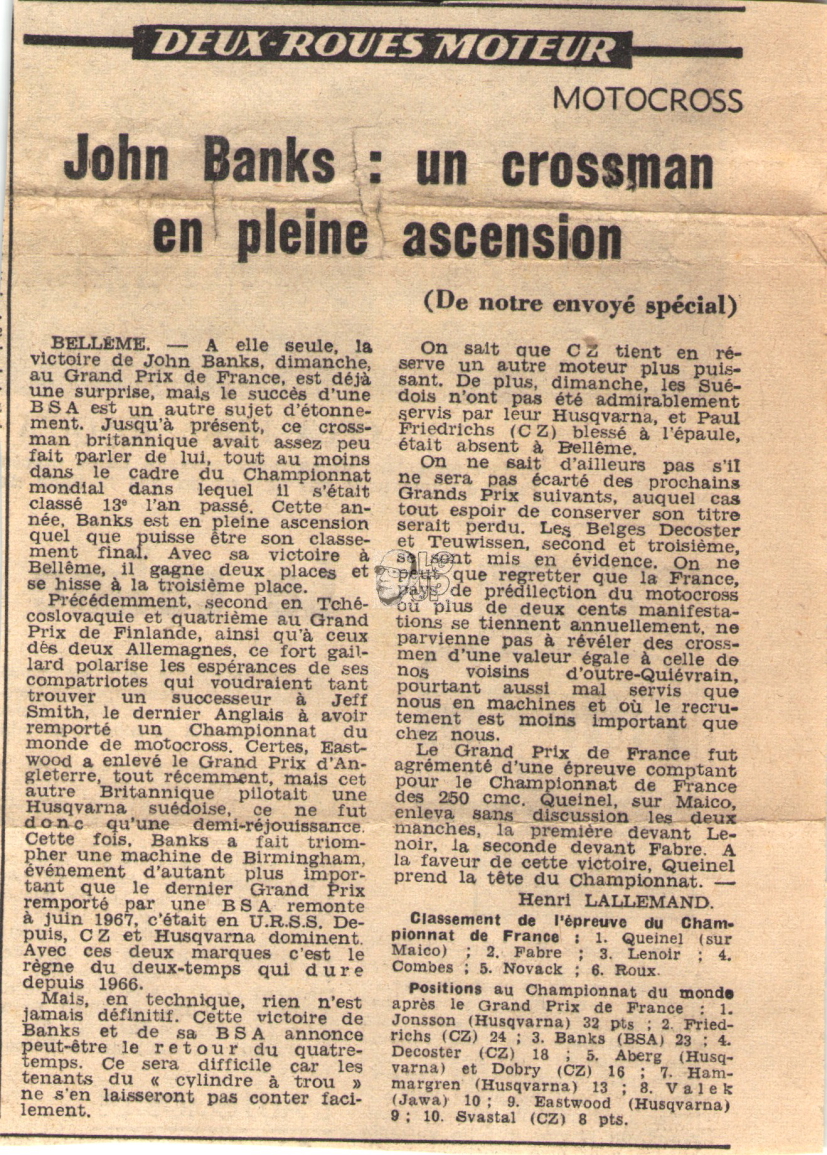 DEUX-ROUES MOTEUR
MOTOCROSS
John Banks : un crossman
en pleine ascension
(De notre envoyé spécial)
BELLÊME. — A elle seule, la
victoire de John Banks, dimanche,
au Grand Prix de France, est déjà
une surprise, mais le succès d'une
BSA est un autre sujet d'étonne-
ment. Jusqu'à présent, ce cross-
man britannique avait assez peu
fait parler de lui, tout au moins
dans le cadre du Championnat
mondial dans lequel il s'était
classé 13e l'an passé. Cette an-
née, Banks est en pleine ascension
quel que puisse être son classe-
ment final. Avec sa victoire à
Bellême, il gagne deux places et
se hisse à la troisième place.
Précédemment, second en Tché-
coslovaquie et quatrième au Grand
Prix de Finlande, ainsi qu'à ceux
des deux Allemagnes, ce fort gail-
lard polarise les espérances de ses
compatriotes qui voudraient tant
trouver un successeur à Jeff
Smith, le dernier Anglais à avoir
remporté un Championnat du
monde de motocross. Certes, East-
wood a enlevé le Grand Prix d'An-
gleterre, tout récemment, mais cet
autre Britannique pilotait une
Husqvarna suédoise, ce ne fut
donc qu'une demi-réjouissance.
Cette fois, Banks a fait triom-
pher une machine de Birmingham,
événement d'autant plus impor-
tant que le dernier Grand Prix
remporté par une BSA remonte
à juin 1967, c'était en U.R.S.S. De-
puis, CZ et Husqvarna dominent.
Avec ces deux marques c'est le
règne du deux-temps qui dure
depuis 1966.
Mais, en technique, rien n'est
jamais définitif. Cette victoire de
Banks et de sa BSA annonce
peut-être le retour du quatre-
temps. Ce sera difficile car les
tenants du « cylindre à trou »
ne s'en laisseront pas conter faci-
lement.
On sait que CZ tient en ré-
serve un autre moteur plus puis-
sant. De plus, dimanche, les Sué-
dois n'ont pas été admirablement
servis par leur Husqvarna, et Paul
Friedrichs (CZ) blessé à l'épaule,
était absent à Bellême.
On ne sait d'ailleurs pas s'il
ne sera pas écarté des prochains
Grands Prix suivants, auquel cas
tout espoir de conserver son titre
serait perdu. Les Belges Decoster
et Teuwissen, second et troisième,
se sont mis en évidence. On ne
peut que regretter que la France,
pays de prédilection du motocross
où plus de deux cents manifesta-
tions se tiennent annuellement, ne
parvienne pas à révéler des cross-
men d'une valeur égale à celle de
nos voisins d'outre-Quiévrain,
pourtant aussi mal servis que
nous en machines et où le recru-
tement est moins important que
chez nous.
Le Grand Prix de France fut
agrémenté d'une épreuve comptant
pour le Championnat de France
des 250 cmc. Queinel, sur Maico,
enleva sans discussion les deux
manches, la première devant Le-
noir, la seconde devant Fabre. A
la faveur de cette victoire, Queinel
prend la tête du Championnat. —
Henri LALLEMAND.
Classement de l'épreuve du Cham-
pionnat de France : 1. Queinel (sur
Maico) ; 2. Fabre ; 3. Lenoir ; 4.
Combes ; 5. Novack ; 6. Roux.
Positions au Championnat du monde
après le Grand Prix de France : 1.
Jonsson (Husqvarna) 32 pts ; 2. Fried-
richs (CZ) 24 ; 3. Banks (BSA) 23 ; 4.
Decoster (CZ) 18 ; 5. Aberg (Husq-
varna) et Dobry (CZ) 16 ; 7. Ham-
margren (Husqvarna) 13 ; 8. Valek
(Jawa) 10 ; 9. Eastwood (Husqvarna)
9 ; 10. Svastal (CZ) 8 pts.